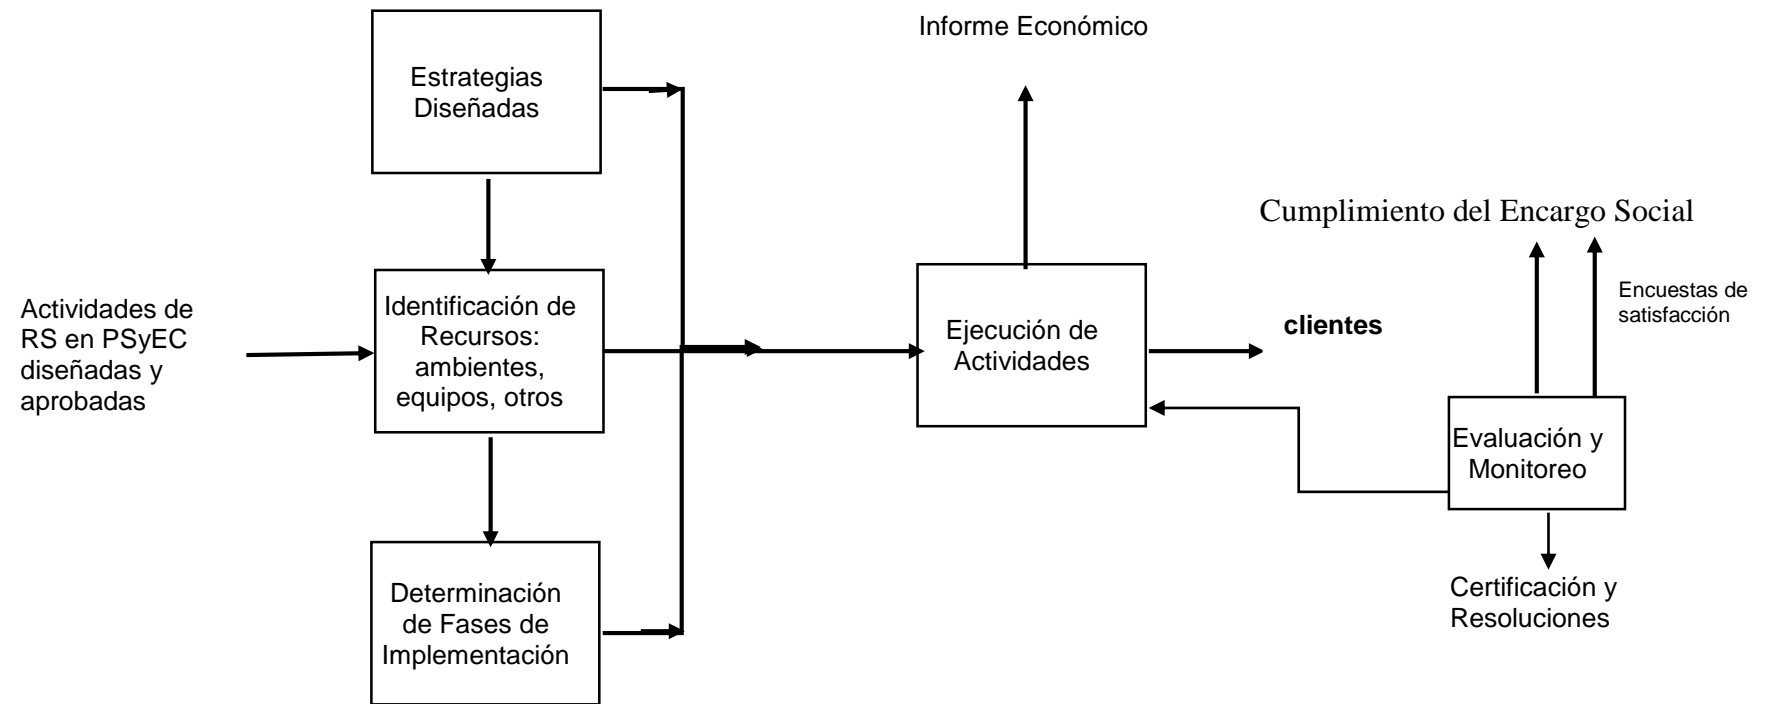 Informe Económico
Estrategias
Diseñadas
Cumplimiento del Encargo Social
Actividades de
RS en PSyEC
diseñadas y
aprobadas
Identificación de
Recursos:
ambientes,
equipos, otros
Ejecución de
Actividades
clientes
Encuestas de
satisfacción
Evaluación y
Monitoreo
Determinación
de Fases de
Implementación
Certificación y
Resoluciones